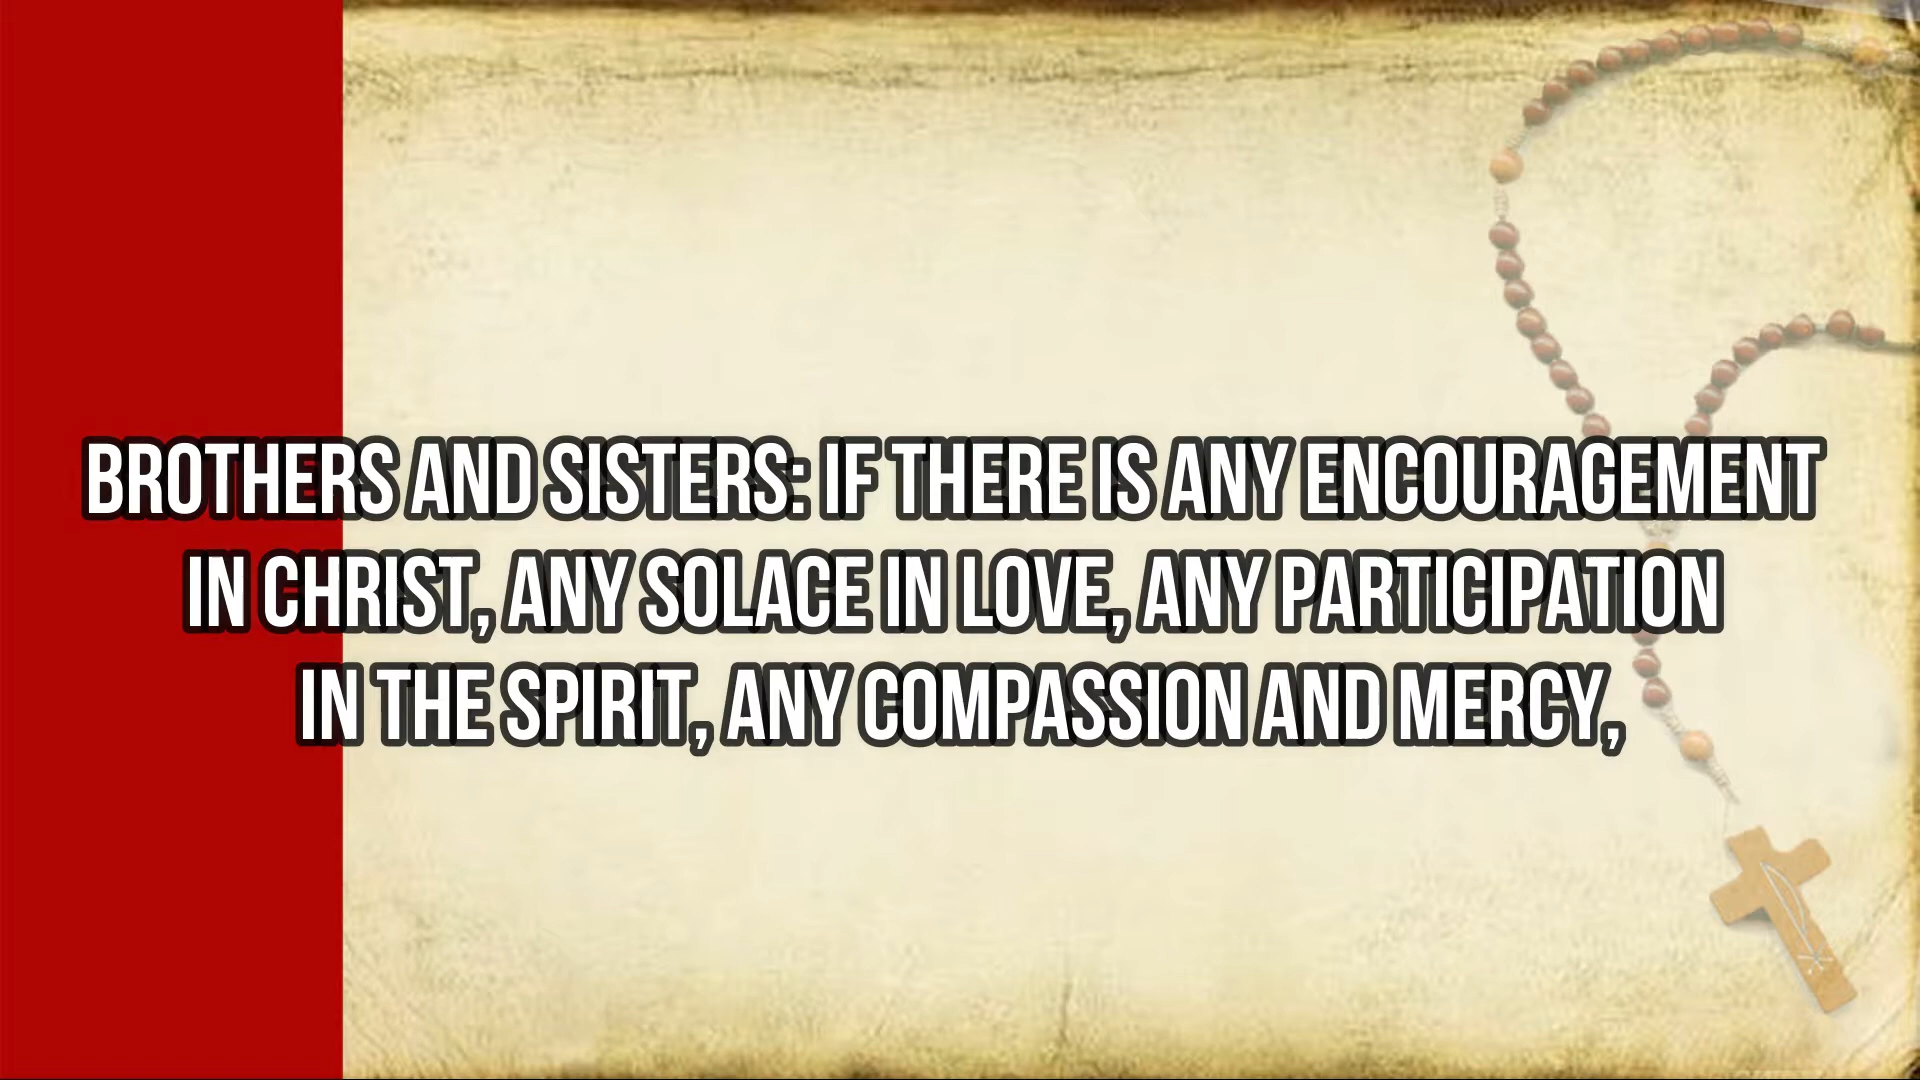 BROTHERS AND SISTERS: IF THERE IS ANY ENCOURAGEMENT
IN CHRIST, ANY SOLACE IN LOVE, ANY PARTICIPATION
IN THE SPIRIT, ANY COMPASSION AND MERCY,